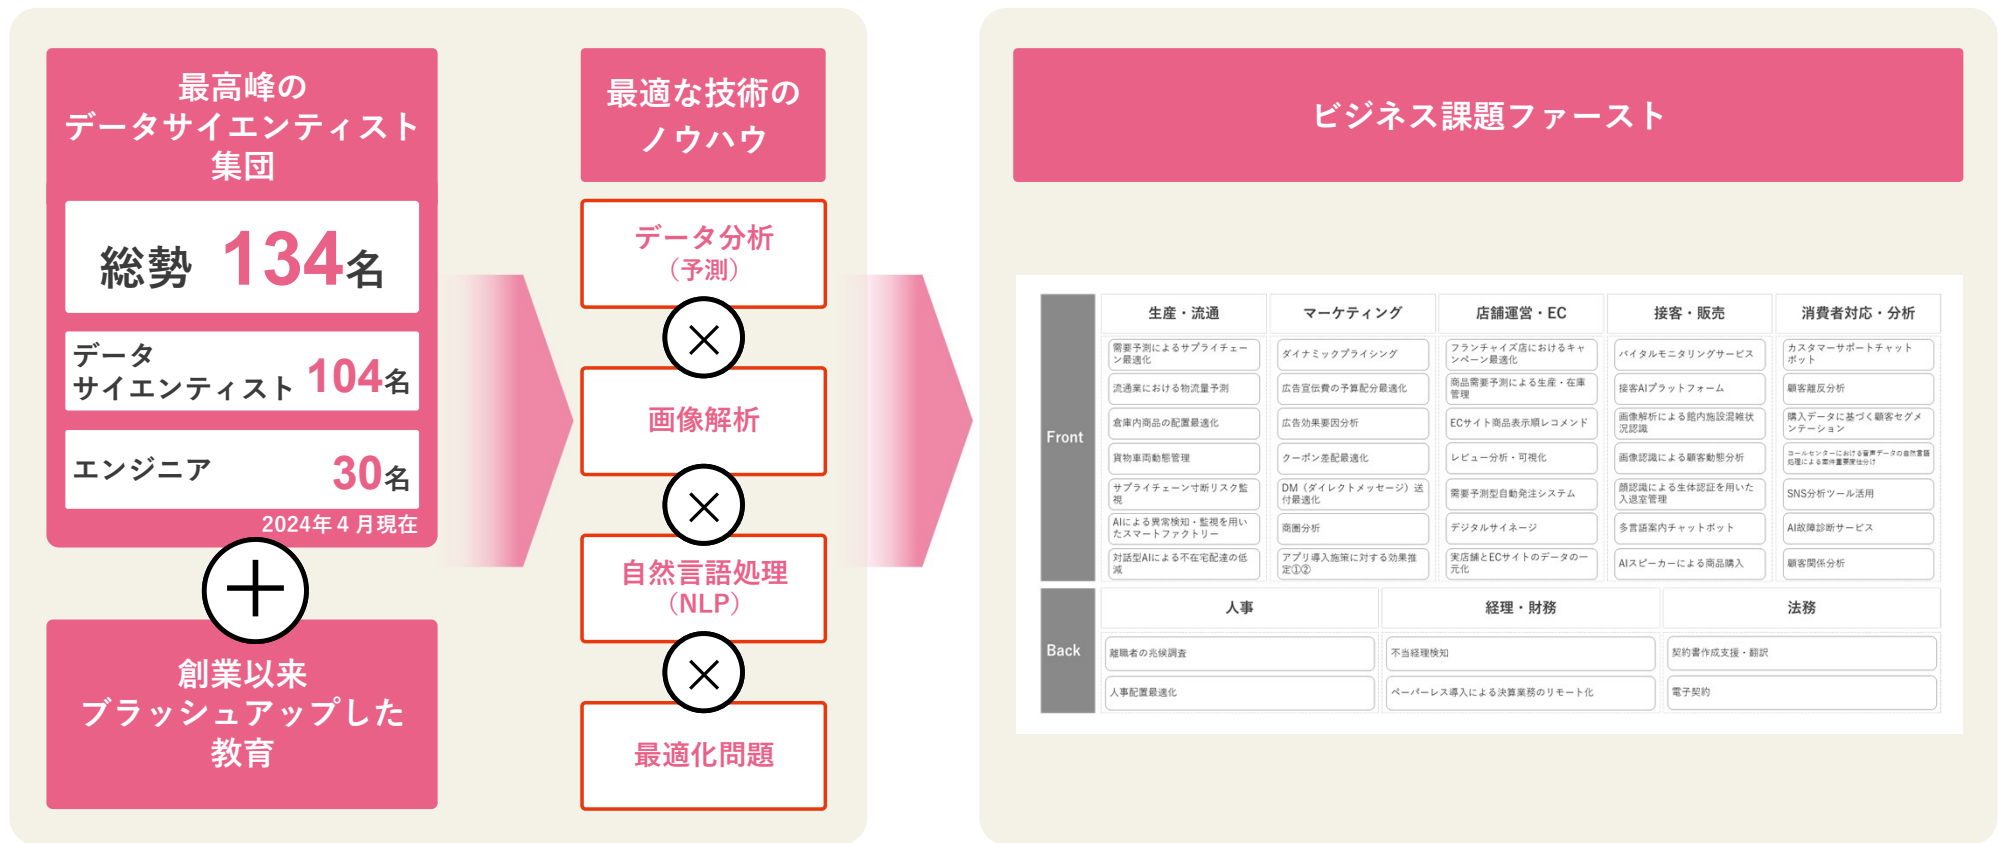 最高峰の
データサイエンティスト
集団
総勢 134名
データ
サイエンティスト 104名
エンジニア 30名
2024年４月現在
創業以来
ブラッシュアップした
教育
最適な技術の
ノウハウ
データ分析
（予測）
画像解析
自然言語処理
（NLP）
最適化問題
ビジネス課題ファースト
Front
生産・流通
需要予測によるサプライチェー
ン最適化
流通業における物流量予測
倉庫内商品の配置最適化
貨物車両動態管理
サプライチェーン寸断リスク監
視
AIによる異常検知・監視を用い
たスマートファクトリー
対話型AIによる不在宅配達の低
減
マーケティング
ダイナミックプライシング
広告宣伝費の予算配分最適化
広告効果要因分析
クーポン差配最適化
DM（ダイレクトメッセージ）送
付最適化
商圏分析
アプリ導入施策に対する効果推
定①②
店舗運営・EC
フランチャイズ店におけるキャ
ンペーン最適化
商品需要予測による生産・在庫
管理
ECサイト商品表示順レコメンド
レビュー分析・可視化
需要予測型自動発注システム
デジタルサイネージ
実店舗とECサイトのデータの一
元化
接客・販売
バイタルモニタリングサービス
接客AIプラットフォーム
画像解析による館内施設混雑状
況認識
画像認識による顧客動態分析
顔認識による生体認証を用いた
入退室管理
多言語案内チャットボット
AIスピーカーによる商品購入
消費者対応・分析
カスタマーサポートチャット
ボット
顧客離反分析
購入データに基づく顧客セグメ
ンテーション
コールセンターにおける音声データの自然言語
処理による案件重要度仕分け
SNS分析ツール活用
AI故障診断サービス
顧客関係分析
Back
人事
離職者の兆候調査
人事配置最適化
経理・財務
不当経理検知
ペーパーレス導入による決算業務のリモート化
法務
契約書作成支援・翻訳
電子契約